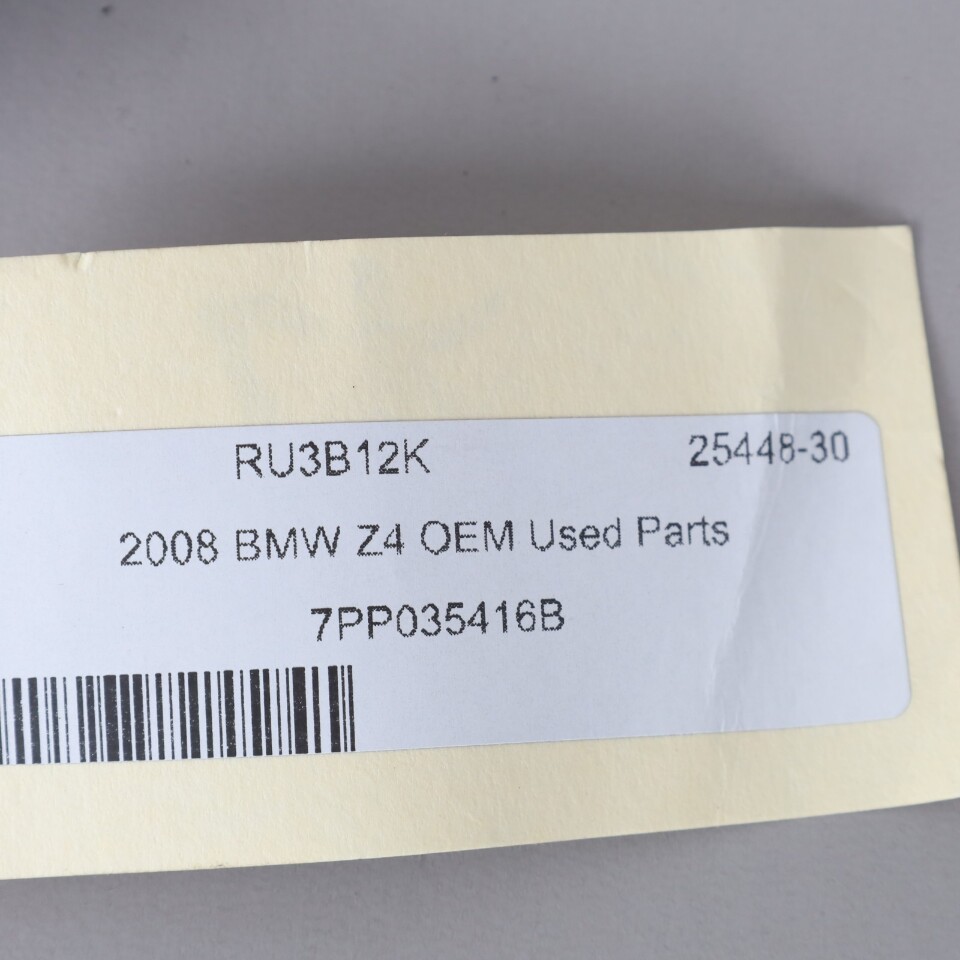 RU3B12K 25448-30
2008 BMW Z4 OEM Used Parts
7PP035416B